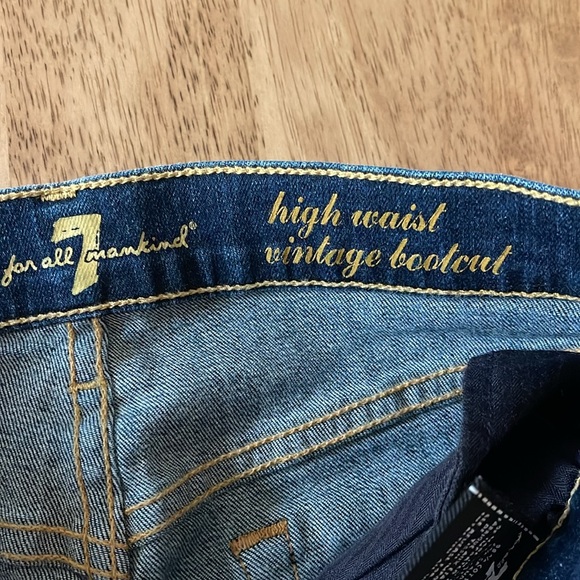 for all 7 mankind®
high waist
vintage bootcut